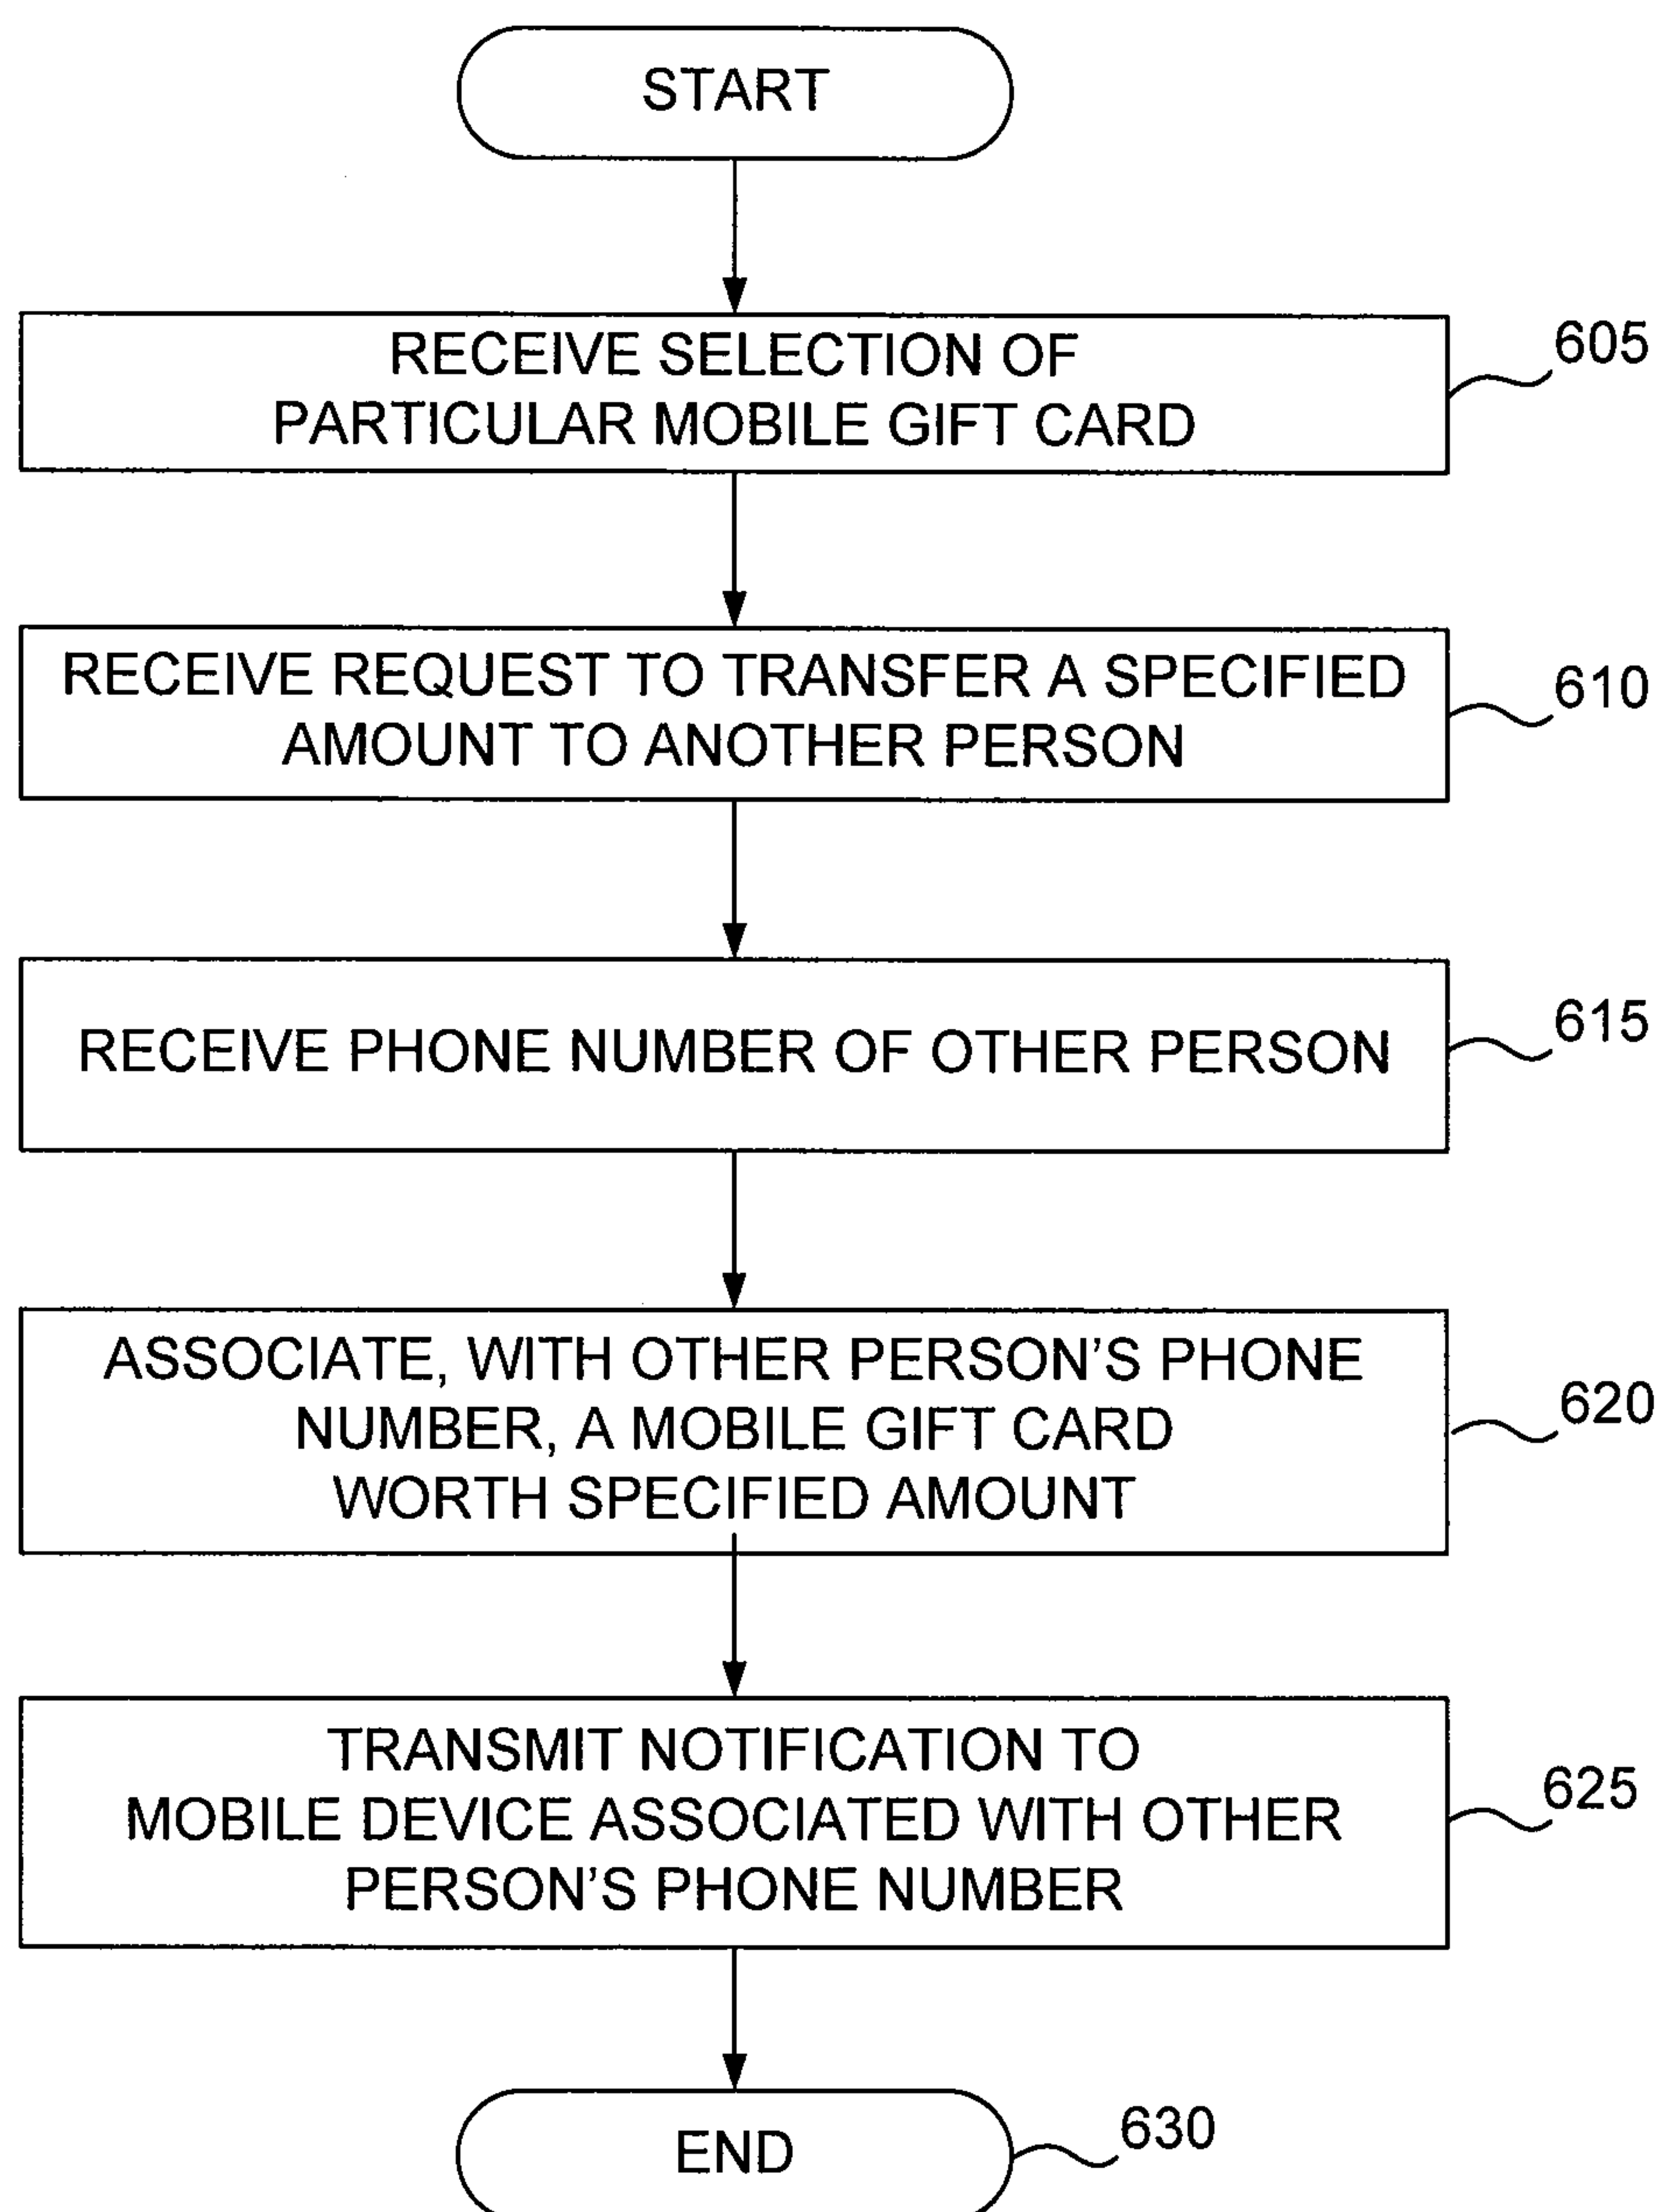 START
RECEIVE SELECTION OF
PARTICULAR MOBILE GIFT CARD
605
RECEIVE REQUEST TO TRANSFER A SPECIFIED
AMOUNT TO ANOTHER PERSON
610
RECEIVE PHONE NUMBER OF OTHER PERSON
615
ASSOCIATE, WITH OTHER PERSON'S PHONE
NUMBER, A MOBILE GIFT CARD
WORTH SPECIFIED AMOUNT
620
TRANSMIT NOTIFICATION TO
MOBILE DEVICE ASSOCIATED WITH OTHER
PERSON'S PHONE NUMBER
625
END
630